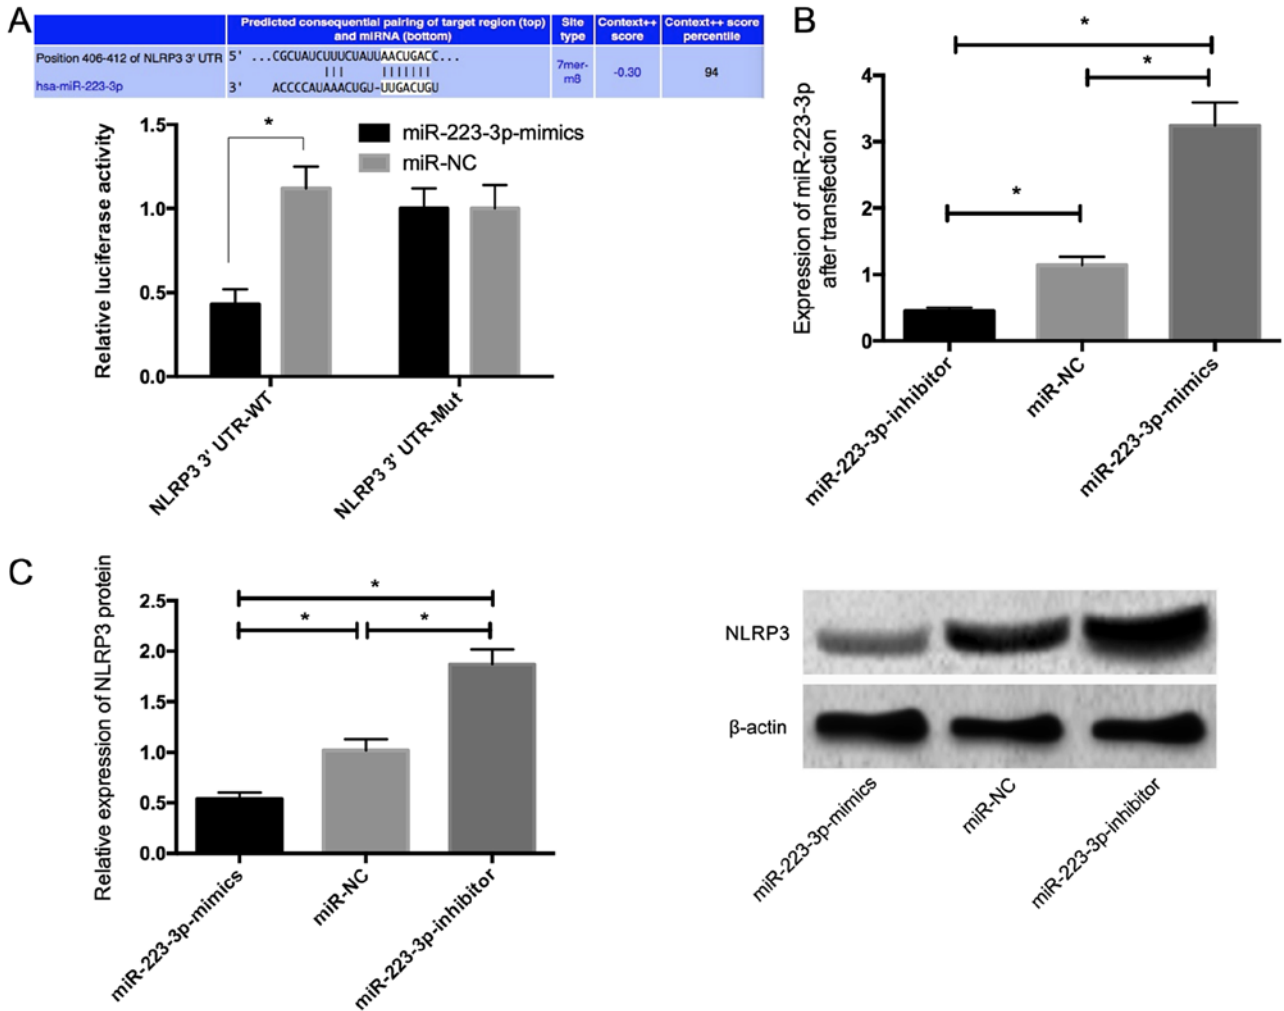 A
Predicted consequential pairing of target region (top)
and miRNA (bottom)
Site
type
Context++
score
Context++ score
percentile
Position 406-412 of NLRP3 3' UTR
5' ...CGCUAUCUUUCUAUUAACUGACC...
hsa-miR-223-3p
3' ACCCCAUAAACUGU-UUGACUGU
7mer-
m8
-0.30
94
Relative luciferase activity
1.5
1.0
0.5
0.0
*
miR-223-3p-mimics
miR-NC
NLRP3 3' UTR-WT
NLRP3 3' UTR-Mut
B
Expression of miR-223-3p
after transfection
4
3
2
1
0
*
*
*
miR-223-3p-inhibitor
miR-NC
miR-223-3p-mimics
C
Relative expression of NLRP3 protein
2.5
2.0
1.5
1.0
0.5
0.0
*
*
*
miR-223-3p-mimics
miR-NC
miR-223-3p-inhibitor
NLRP3
β-actin
miR-223-3p-mimics
miR-NC
miR-223-3p-inhibitor